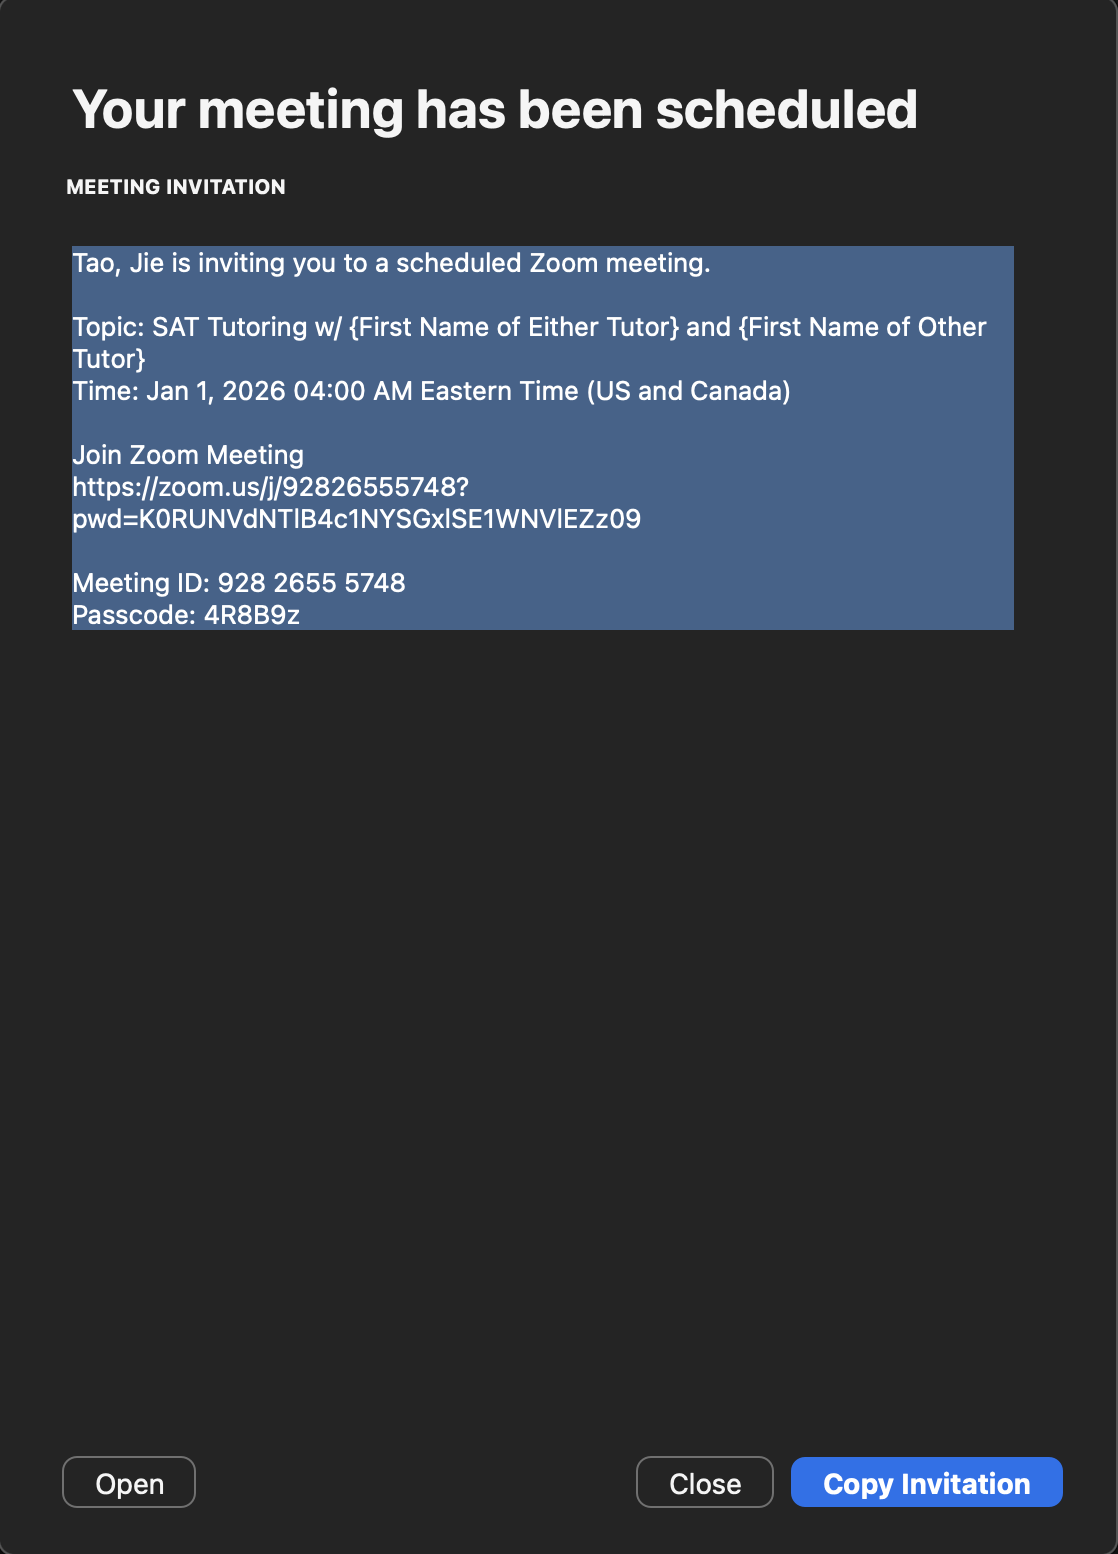 Your meeting has been scheduled
MEETING INVITATION
Tao, Jie is inviting you to a scheduled Zoom meeting.
Topic: SAT Tutoring w/ {First Name of Either Tutor} and {First Name of Other
Tutor}
Time: Jan 1, 2026 04:00 AM Eastern Time (US and Canada)
Join Zoom Meeting
https://zoom.us/j/92826555748?
pwd=K0RUNVdNTlB4c1NYSGxlSE1WNVlEZz09
Meeting ID: 928 2655 5748
Passcode: 4R8B9z
Open
Close
Copy Invitation